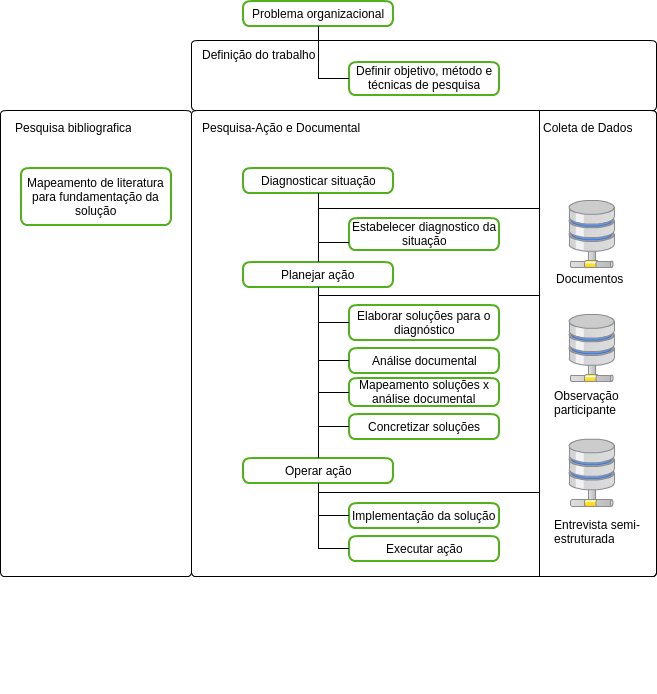 Problema organizacional
Definição do trabalho
Definir objetivo, método e
técnicas de pesquisa
Pesquisa bibliografica
Mapeamento de literatura
para fundamentação da
solução
Pesquisa-Ação e Documental
Diagnosticar situação
Estabelecer diagnostico da
situação
Planejar ação
Elaborar soluções para o
diagnóstico
Análise documental
Mapeamento soluções x
análise documental
Concretizar soluções
Operar ação
Implementação da solução
Executar ação
Coleta de Dados
Documentos
Observação
participante
Entrevista semi-
estruturada